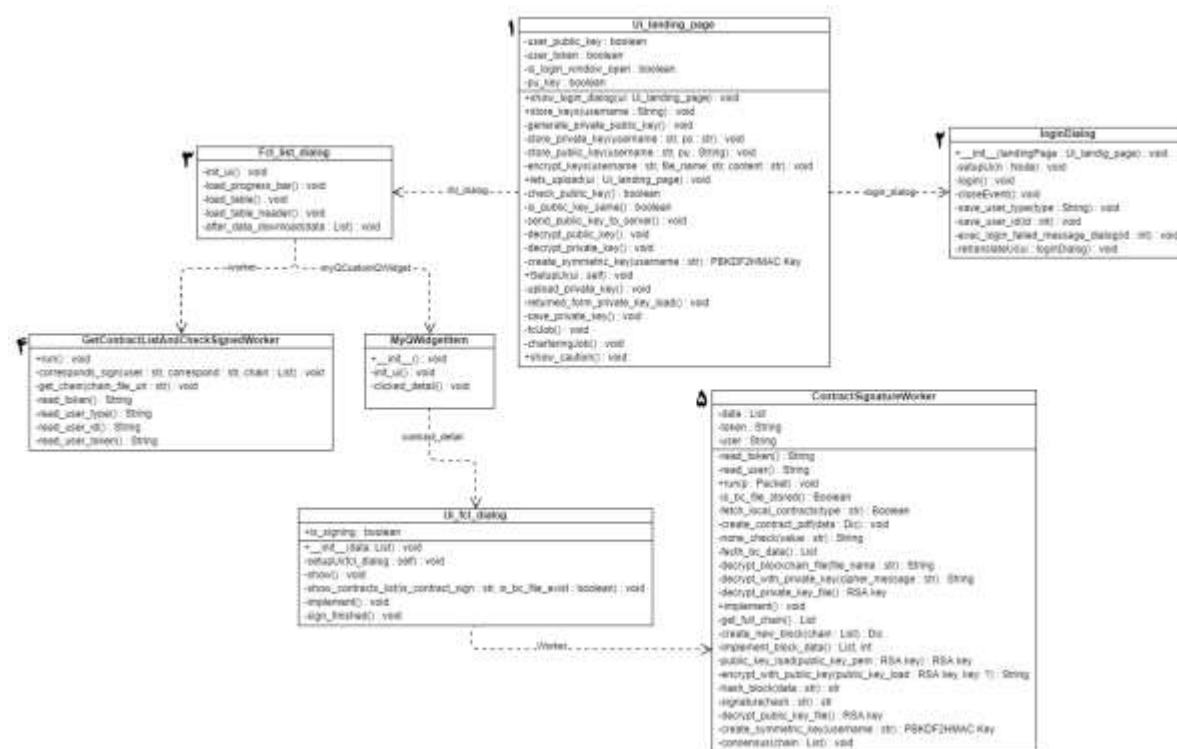 ۱
Ui_landing_page
-user_public_key : boolean
-user_token : boolean
-is_login_window_open : boolean
-pu_key : boolean
+show_login_dialog(ui: Ui_landing_page) : void
+store_keys(username : String) : void
-generate_private_public_key() : void
-store_private_key(username : str, ps : str) : void
-store_public_key(username : str, pu : String) : void
-encrypt_keys(username : str, file_name: str, content : str) : void
+lets_upload(ui: Ui_landing_page) : void
-check_public_key() : boolean
-is_public_key_same() : boolean
-send_public_key_to_server() : void
-decrypt_public_key() : void
-decrypt_private_key() : void
-create_symmetric_key(username : str) : PBKDF2HMAC Key
+SetupUi(ui : self) : void
-upload_private_key() : void
-returned_form_private_key_load() : void
-save_private_key() : void
-fclJob() : void
-charteringJob() : void
+show_caution() : void
۲
loginDialog
+__init__(landingPage : Ui_landig_page) : void
-setupUi(n : Node) : void
-login() : void
-closeEvent() : void
-save_user_type(type : String) : void
-save_user_id(id : int) : void
-exec_login_failed_message_dialog(id : int) : void
-retranslateUi(ui : loginDialog) : void
۳
Fcl_list_dialog
-init_ui() : void
-load_progress_bar() : void
-load_table() : void
-load_table_header() : void
-after_data_download(data : List) : void
fcl_dialog
login_dialog
worker
myQCustomQWidget
۴
GetContractListAndCheckSignedWorker
+run() : void
-corresponds_sign(user : str, correspond : str, chain : List) : void
-get_chain(chain_file_url : str) : void
-read_token() : String
-read_user_type() : String
-read_user_id() : String
-read_user_token() : String
MyQWidgetItem
+__init__() : void
-init_ui() : void
-clicked_detail() : void
contract_detail
Ui_fcl_dialog
+is_signing : boolean
+__init__(data: List) : void
-setupUi(fcl_dialog : self) : void
-show() : void
-show_contracts_list(is_contract_sign : str, is_bc_file_exist : boolean) : void
-implement() : void
-sign_finished() : void
Worker
۵
ContractSignatureWorker
-data : List
-token : String
-user : String
-read_token() : String
-read_user() : String
+run(p : Packet) : void
-is_bc_file_stored() : Boolean
-fetch_local_contracts(type : str) : Boolean
-create_contract_pdf(data : Dic) : void
-none_check(value : str) : String
-fecth_bc_data() : List
-decrypt_blockchain_file(file_name : str) : String
-decrypt_with_private_key(cipher_message : str) : String
-decrypt_private_key_file() : RSA key
+implement() : void
-get_full_chain() : List
-create_new_block(chain : List) : Dic
-implement_block_data() : List, int
-public_key_load(public_key_pem : RSA key) : RSA key
-encrypt_with_public_key(public_key_load : RSA key, key : ?) : String
-hash_block(data : str) : str
-signature(hash : str) : str
-decrypt_public_key_file() : RSA key
-create_symmetric_key(username : str) : PBKDF2HMAC Key
-consensus(chain : List) : void